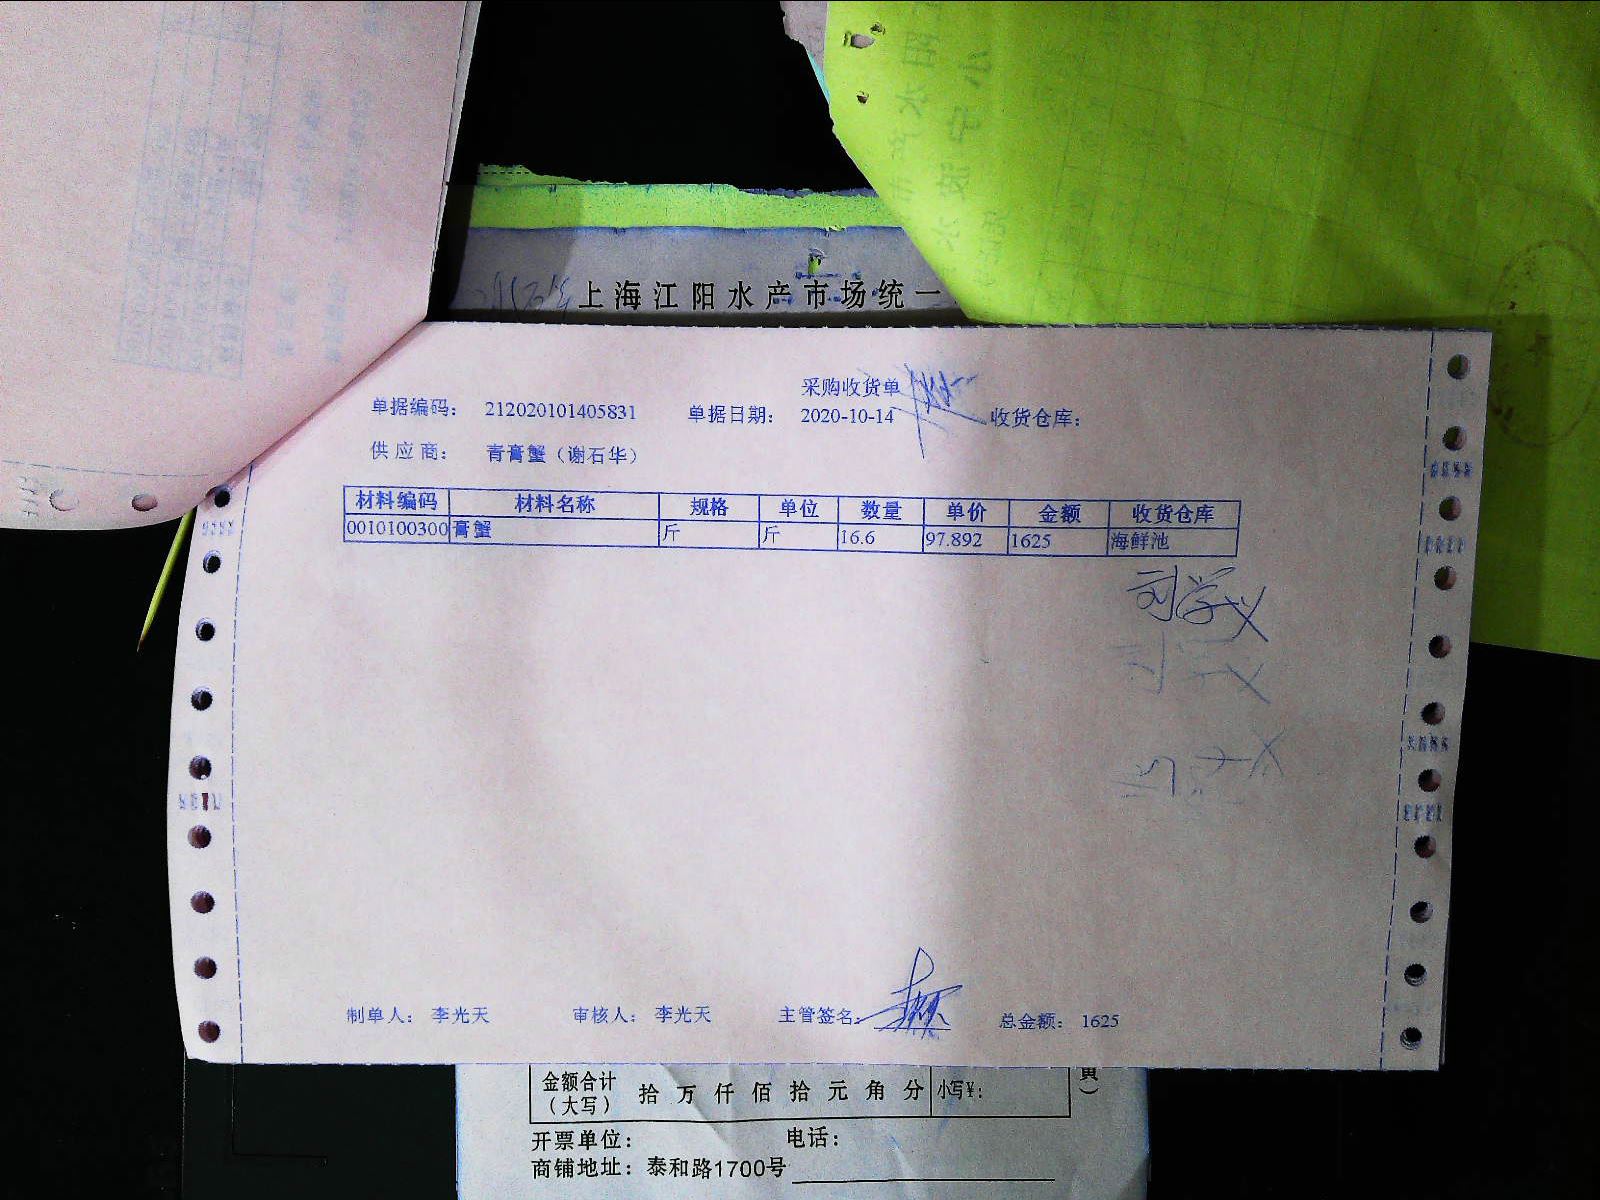 上海江阳水产市场统一
采购收货单
单据编码： 212020101405831 单据日期： 2020-10-14 收货仓库：
供应商： 青膏蟹（谢石华）
材料编码 材料名称 规格 单位 数量 单价 金额 收货仓库
0010100300 膏蟹 斤 斤 16.6 97.892 1625 海鲜池
刘学义
制单人： 李光天 审核人： 李光天 主管签名： 总金额： 1625
金额合计（大写） 拾 万 仟 佰 拾 元 角 分 小写¥：
开票单位： 电话：
商铺地址：泰和路1700号